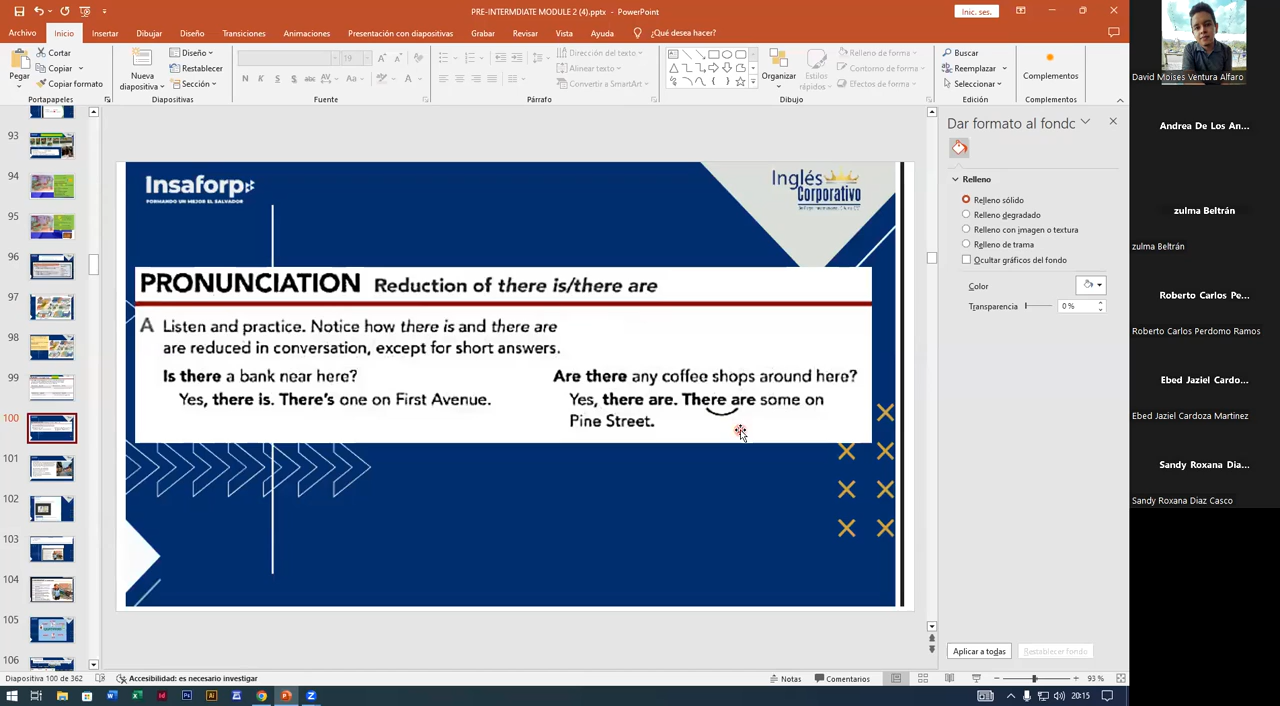 PRE-INTERMDIATE MODULE 2 (4).pptx - PowerPoint
Inic. ses.
Archivo Inicio Insertar Dibujar Diseño Transiciones Animaciones Presentación con diapositivas Grabar Revisar Vista Ayuda ¿Qué desea hacer?
Pegar
Cortar
Copiar
Copiar formato
Portapapeles
Nueva diapositiva
Diseño
Restablecer
Sección
Diapositivas
19
N K S S abc AV Aa A
Fuente
Dirección del texto
Alinear texto
Convertir a SmartArt
Párrafo
Organizar
Estilos rápidos
Relleno de forma
Contorno de forma
Efectos de forma
Dibujo
Buscar
Reemplazar
Seleccionar
Edición
Complementos
Complementos
93
94
95
96
97
98
99
100
101
102
103
104
105
106
Insaforp
FORMANDO UN MEJOR EL SALVADOR
Inglés
Corporativo
PRONUNCIATION Reduction of there is/there are
A Listen and practice. Notice how there is and there are
are reduced in conversation, except for short answers.
Is there a bank near here?
Yes, there is. There's one on First Avenue.
Are there any coffee shops around here?
Yes, there are. There are some on
Pine Street.
Dar formato al fondo
Relleno
Relleno sólido
Relleno degradado
Relleno con imagen o textura
Relleno de trama
Ocultar gráficos del fondo
Color
Transparencia 0 %
Aplicar a todas
Restablecer fondo
David Moises Ventura Alfaro
Andrea De Los An...
zulma Beltrán
zulma Beltrán
Roberto Carlos Pe...
Roberto Carlos Perdomo Ramos
Ebed Jaziel Cardo...
Ebed Jaziel Cardoza Martinez
Sandy Roxana Dia...
Sandy Roxana Diaz Casco
Diapositiva 100 de 362
Accesibilidad: es necesario investigar
Notas
Comentarios
93 %
20:15